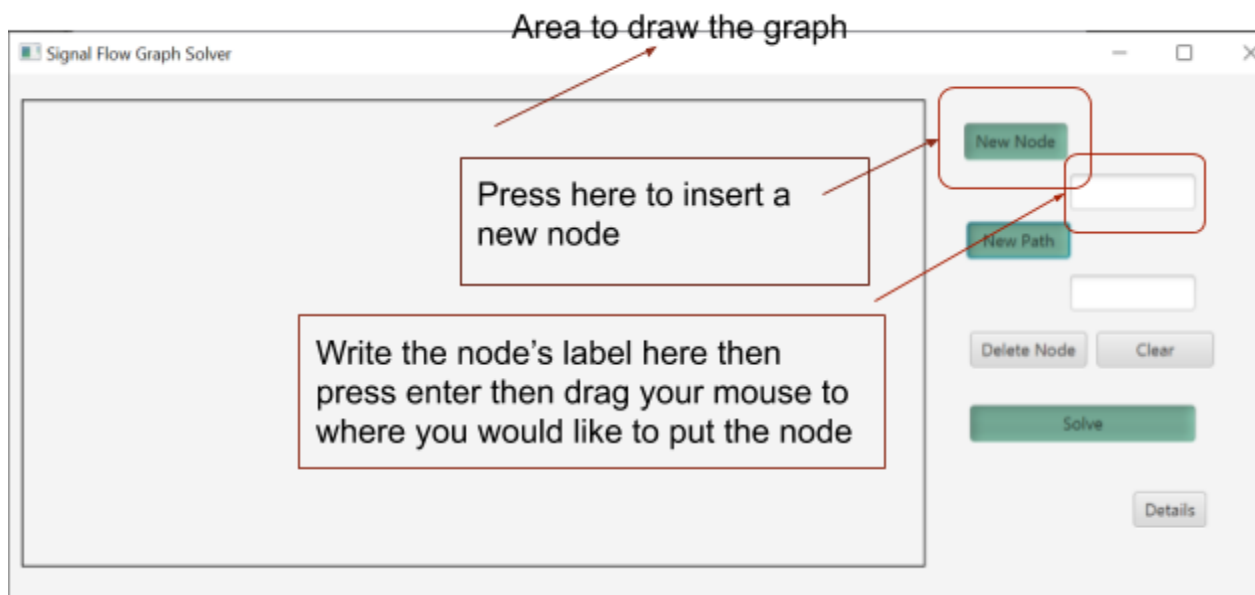 Area to draw the graph
Signal Flow Graph Solver
New Node
Press here to insert a
new node
New Path
Write the node’s label here then
press enter then drag your mouse to
where you would like to put the node
Delete Node
Clear
Solve
Details